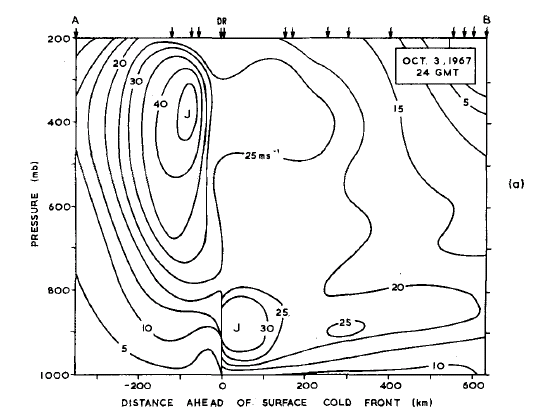 A DR B
200
OCT. 3, 1967
24 GMT
20
30
40
J
15
5
400
25 ms⁻¹
(a)
PRESSURE (mb)
600
800
20
25
25
J 30
10
5
10
1000
-200 0 200 400 600
DISTANCE AHEAD OF SURFACE COLD FRONT (km)